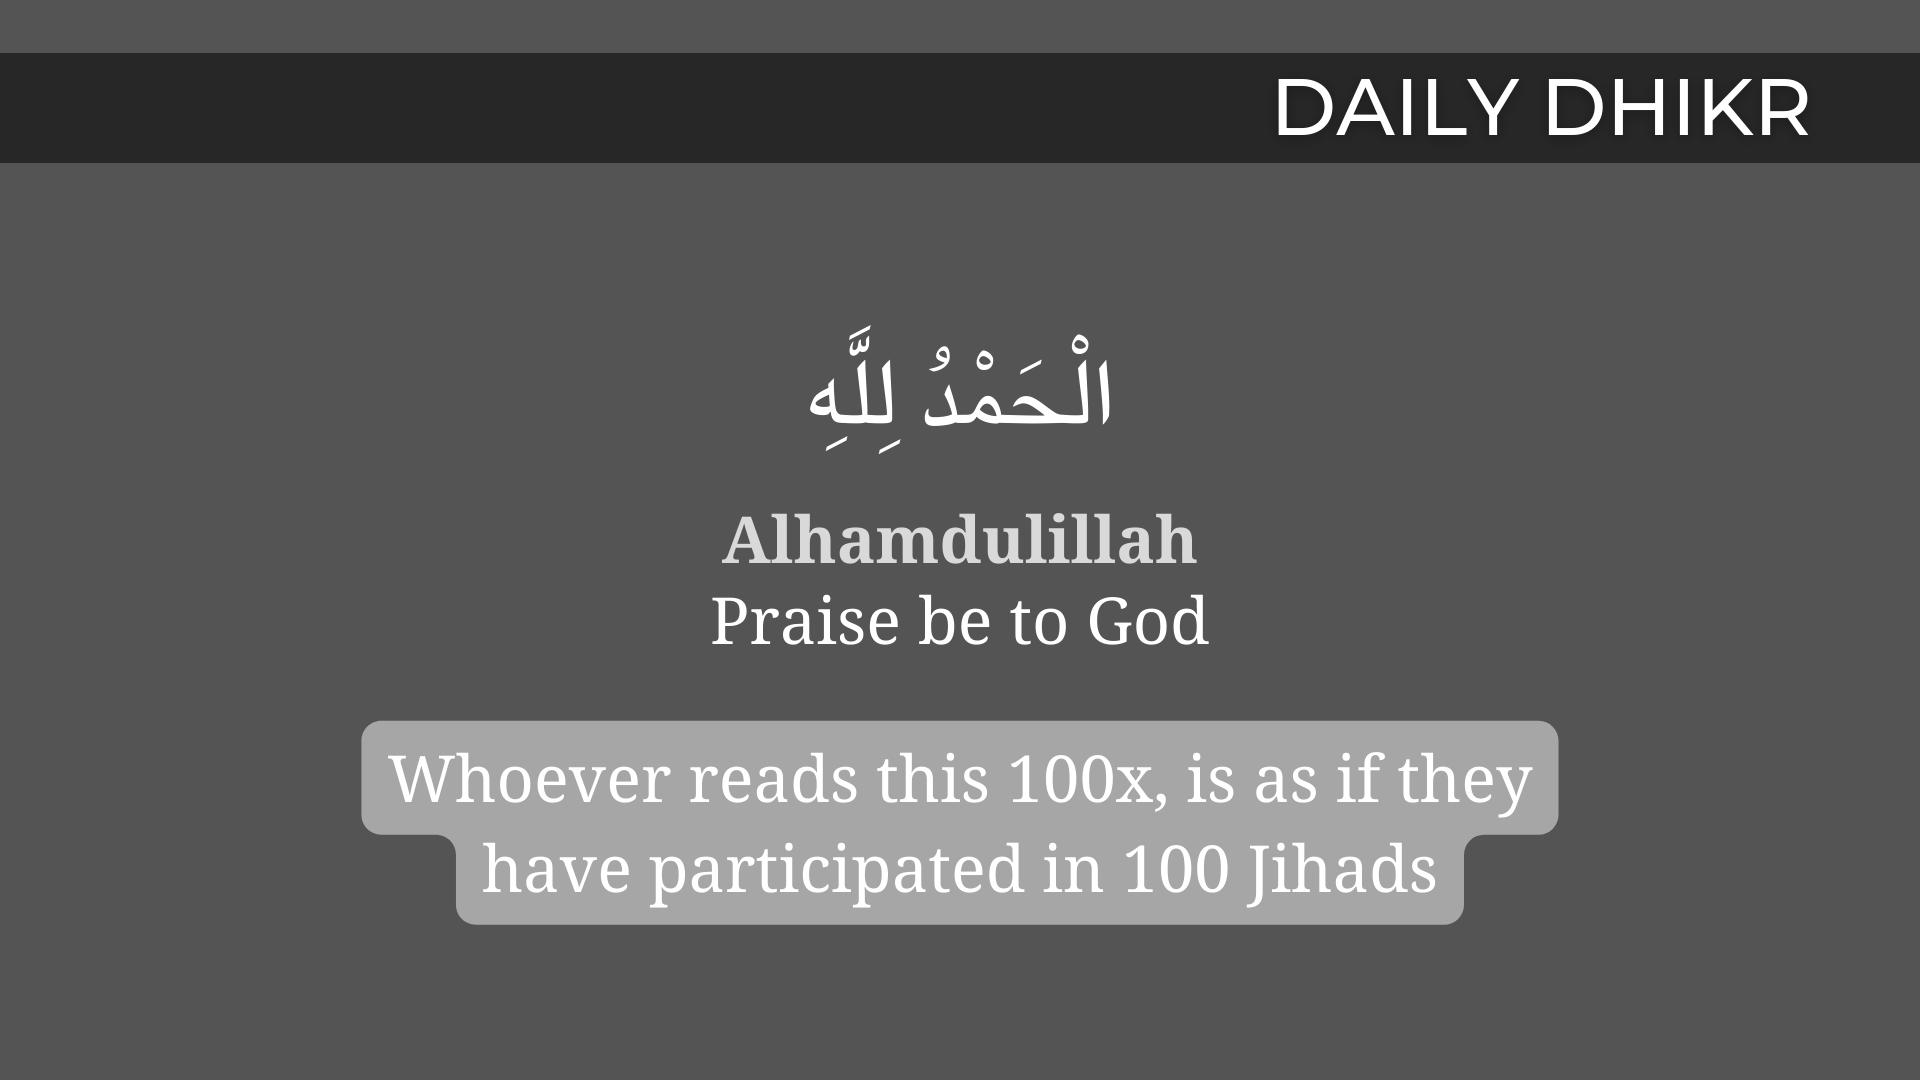 DAILY DHIKR
الْحَمْدُ لِلَّهِ
Alhamdulillah
Praise be to God
Whoever reads this 100x, is as if they
have participated in 100 Jihads